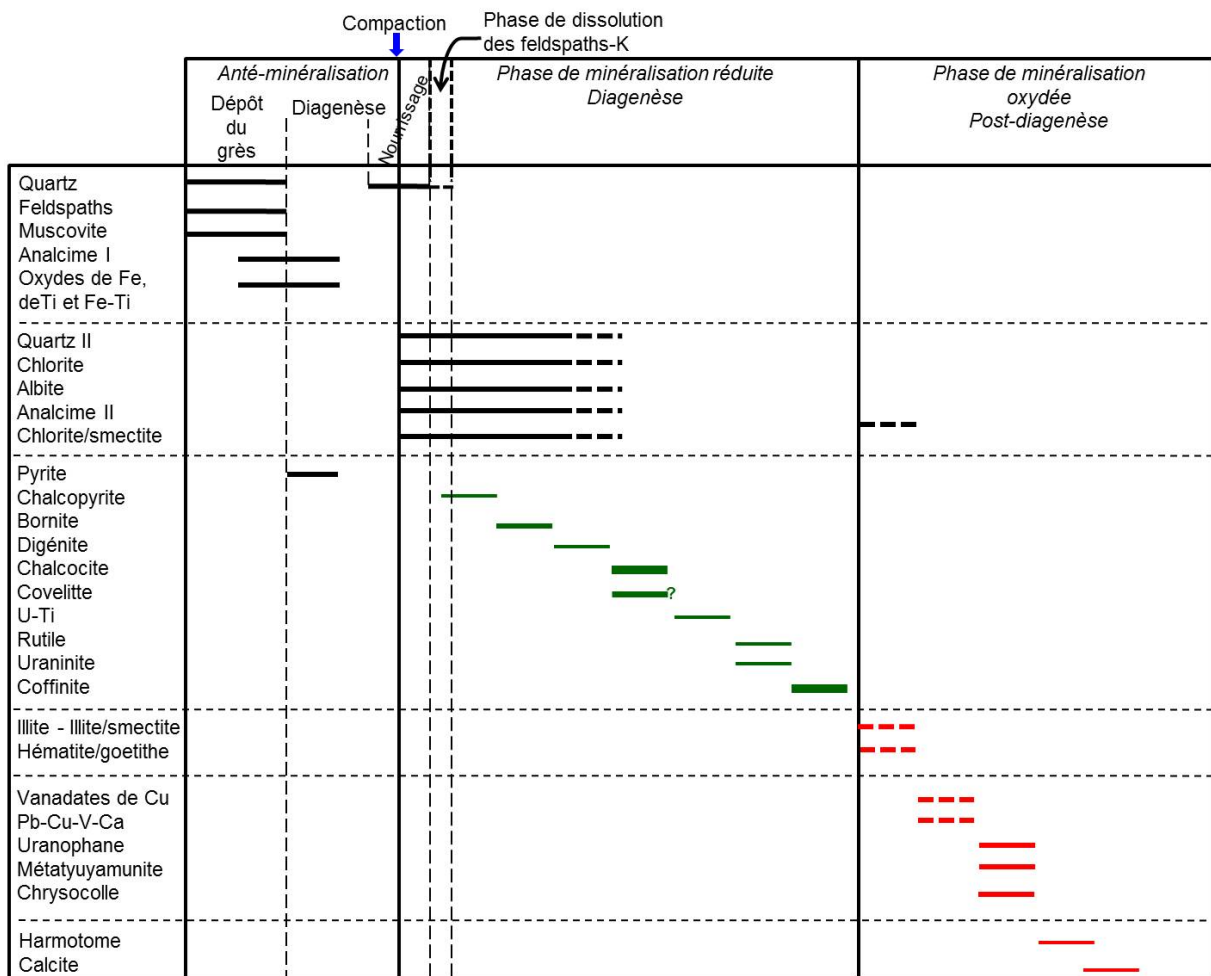 Compaction
Phase de dissolution
des feldspaths-K
Anté-minéralisation
Dépôt
du
grès
Diagenèse
Nourrissage
Phase de minéralisation réduite
Diagenèse
Phase de minéralisation
oxydée
Post-diagenèse
Quartz
Feldspaths
Muscovite
Analcime I
Oxydes de Fe,
deTi et Fe-Ti
Quartz II
Chlorite
Albite
Analcime II
Chlorite/smectite
Pyrite
Chalcopyrite
Bornite
Digénite
Chalcocite
Covelitte
?
U-Ti
Rutile
Uraninite
Coffinite
Illite - Illite/smectite
Hématite/goetithe
Vanadates de Cu
Pb-Cu-V-Ca
Uranophane
Métatyuyamunite
Chrysocolle
Harmotome
Calcite